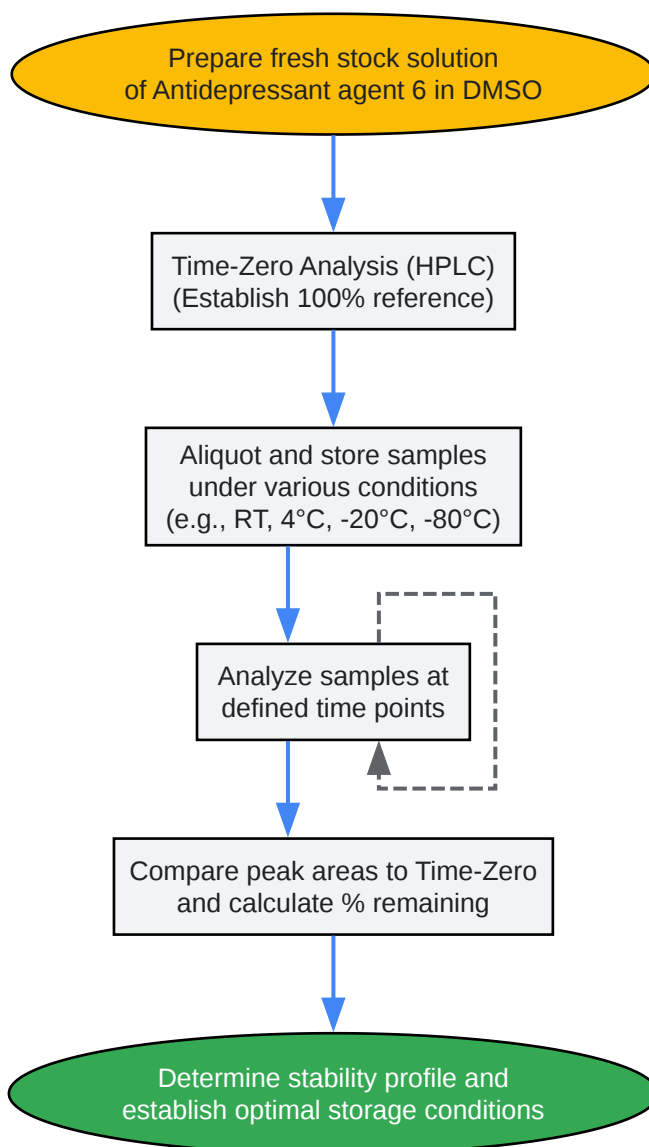 Prepare fresh stock solution
of Antidepressant agent 6 in DMSO
Time-Zero Analysis (HPLC)
(Establish 100% reference)
Aliquot and store samples
under various conditions
(e.g., RT, 4°C, -20°C, -80°C)
Analyze samples at
defined time points
Compare peak areas to Time-Zero
and calculate % remaining
Determine stability profile and
establish optimal storage conditions